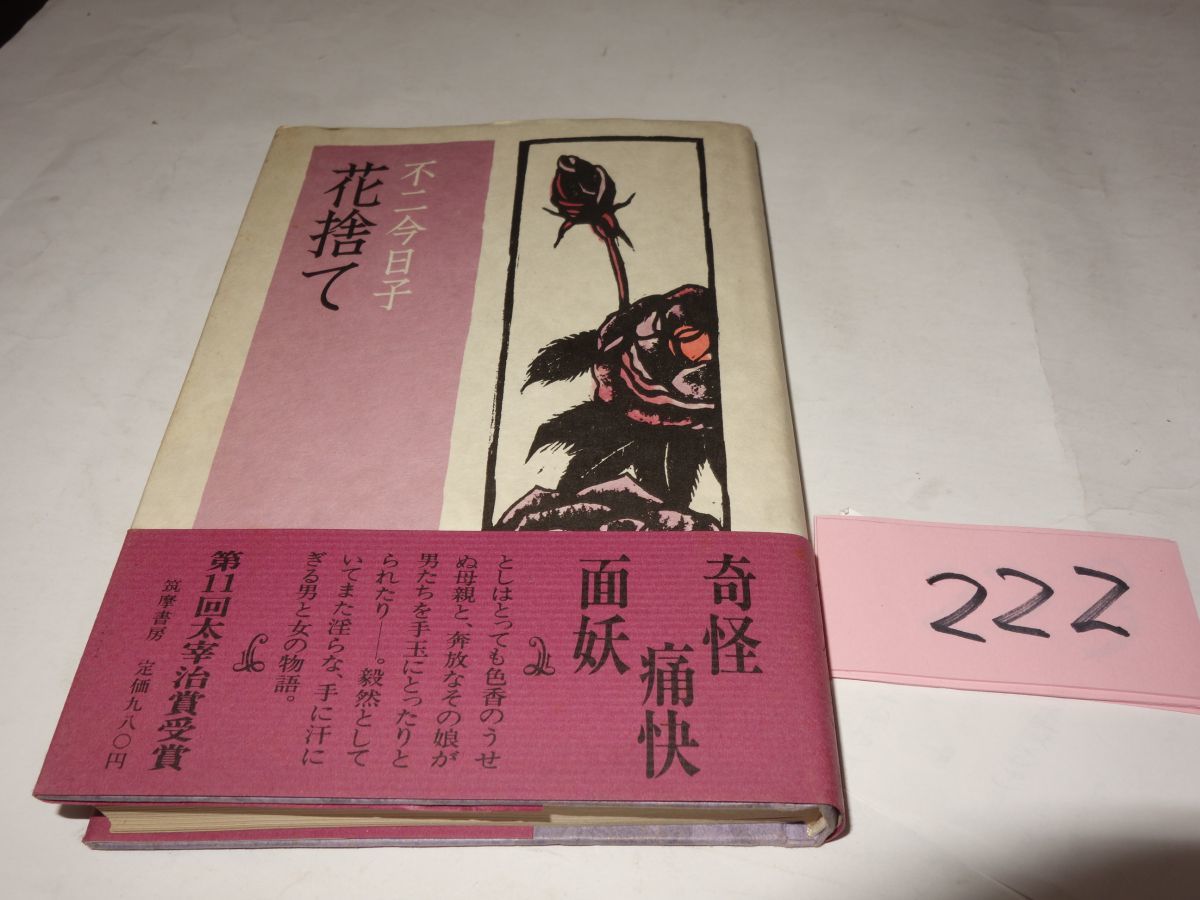 不二今日子
花捨て
奇怪
痛快
面妖
としはとっても色香のうせ
ぬ母親と、奔放なその娘が
男たちを手玉にとったりと
られたり——。毅然として
いてまた淫らな、手に汗に
ぎる男と女の物語。
第11回太宰治賞受賞
筑摩書房 定価九八〇円
222